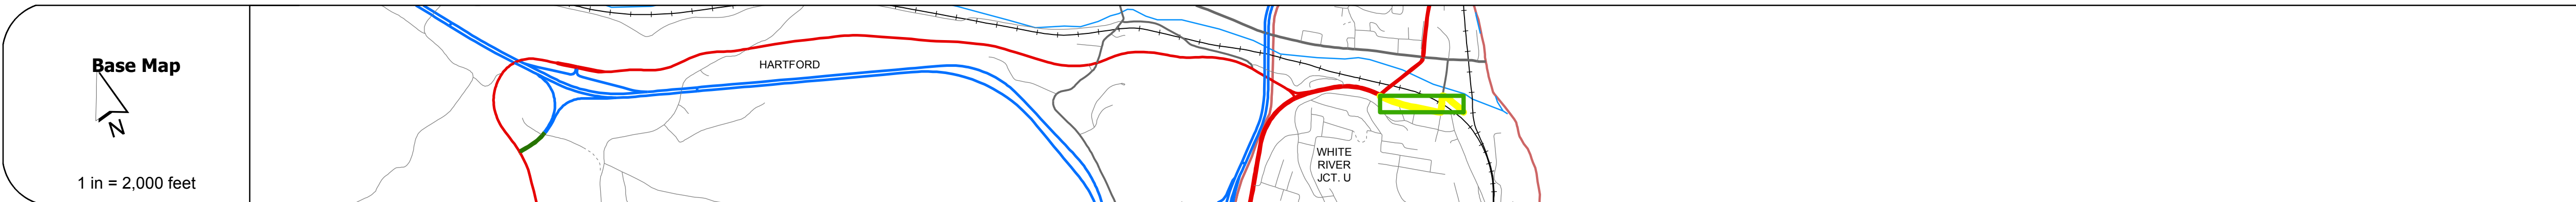 Base Map
N
1 in = 2,000 feet
HARTFORD
WHITE
RIVER
JCT. U